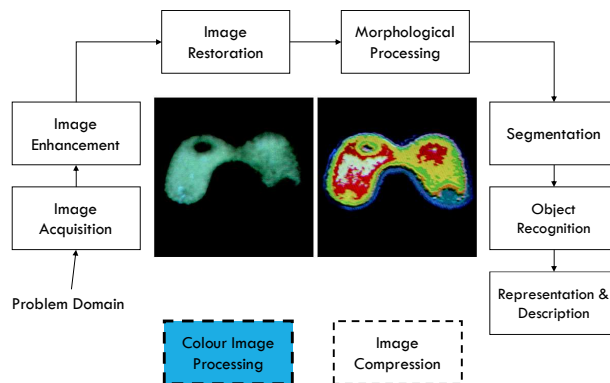 Image
Restoration
Morphological
Processing
Image
Enhancement
Segmentation
Image
Acquisition
Object
Recognition
Problem Domain
Representation &
Description
Colour Image
Processing
Image
Compression